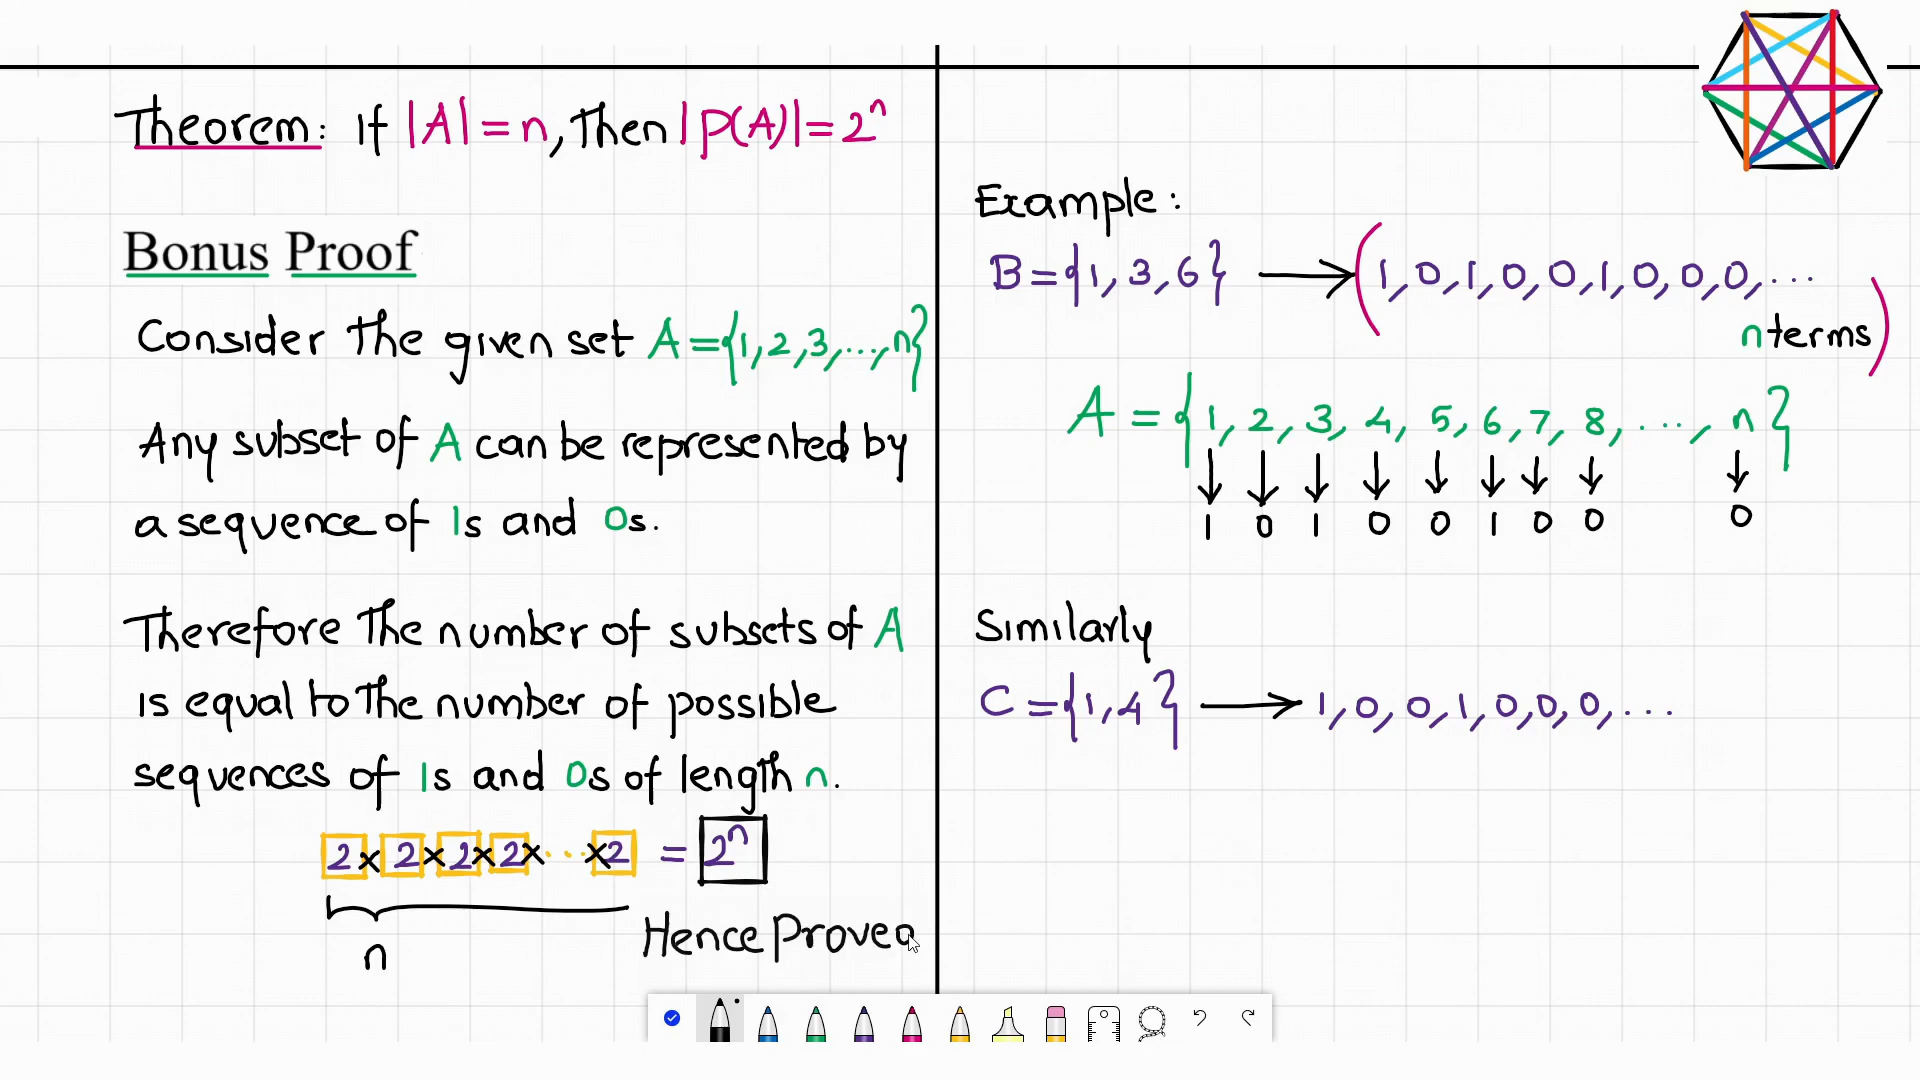 Theorem: If |A| = n, Then |P(A)| = 2ⁿ
Bonus Proof
Consider the given set A = {1, 2, 3, ..., n}
Any subset of A can be represented by
a sequence of 1s and 0s.
Therefore the number of subsets of A
is equal to the number of possible
sequences of 1s and 0s of length n.
2 × 2 × 2 × 2 × ... × 2 = 2ⁿ
n
Hence Proved
Example:
B = {1, 3, 6} → (1, 0, 1, 0, 0, 1, 0, 0, 0, ...
n terms)
A = {1, 2, 3, 4, 5, 6, 7, 8, ..., n}
↓ ↓ ↓ ↓ ↓ ↓ ↓ ↓ ↓
1 0 1 0 0 1 0 0 0
Similarly
C = {1, 4} → 1, 0, 0, 1, 0, 0, 0, ...